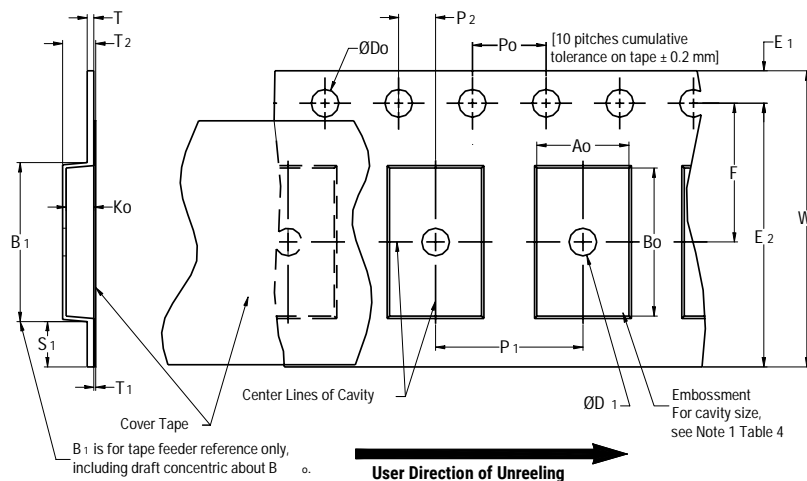 T
T2
ØDo
P2
Po
[10 pitches cumulative
tolerance on tape ± 0.2 mm]
E1
Ao
F
W
Ko
B1
Bo
E2
S1
P1
T1
Center Lines of Cavity
ØD1
Embossment
For cavity size,
see Note 1 Table 4
Cover Tape
B1 is for tape feeder reference only,
including draft concentric about B o.
User Direction of Unreeling